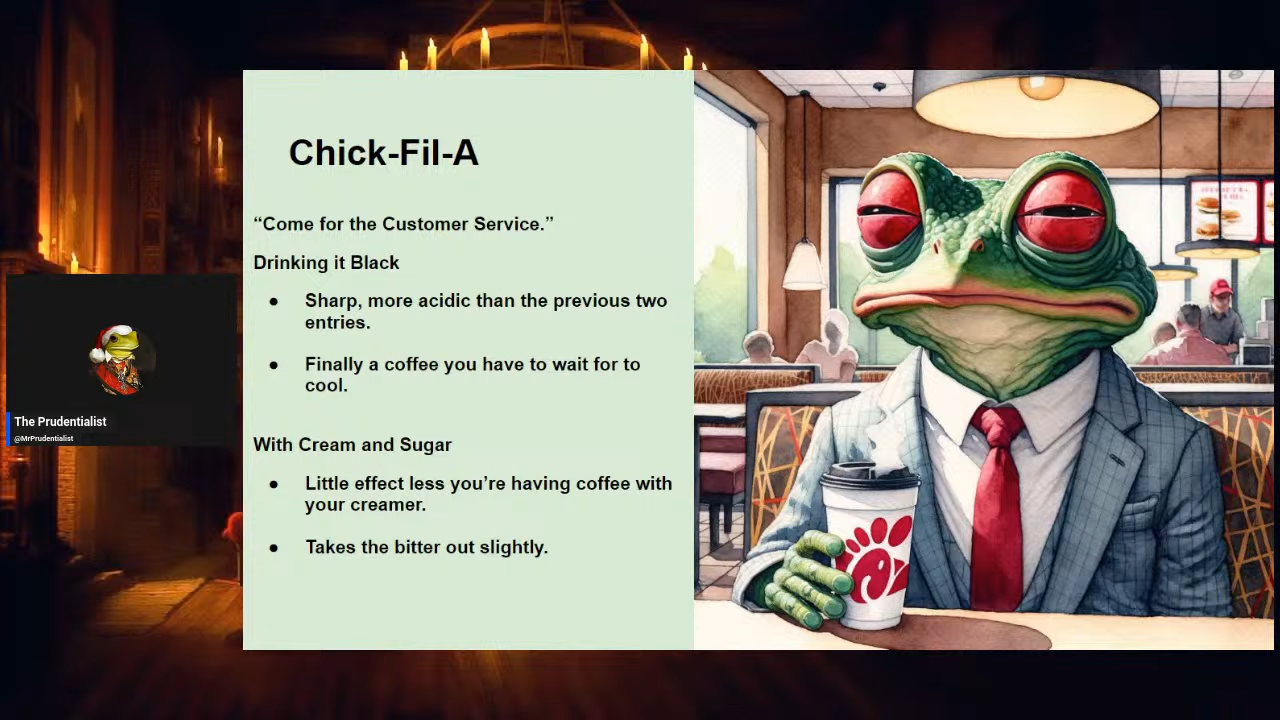 Chick-Fil-A
“Come for the Customer Service.”
Drinking it Black
● Sharp, more acidic than the previous two
entries.
● Finally a coffee you have to wait for to
cool.
With Cream and Sugar
● Little effect less you’re having coffee with
your creamer.
● Takes the bitter out slightly.
The Prudentialist
@MrPrudentialist